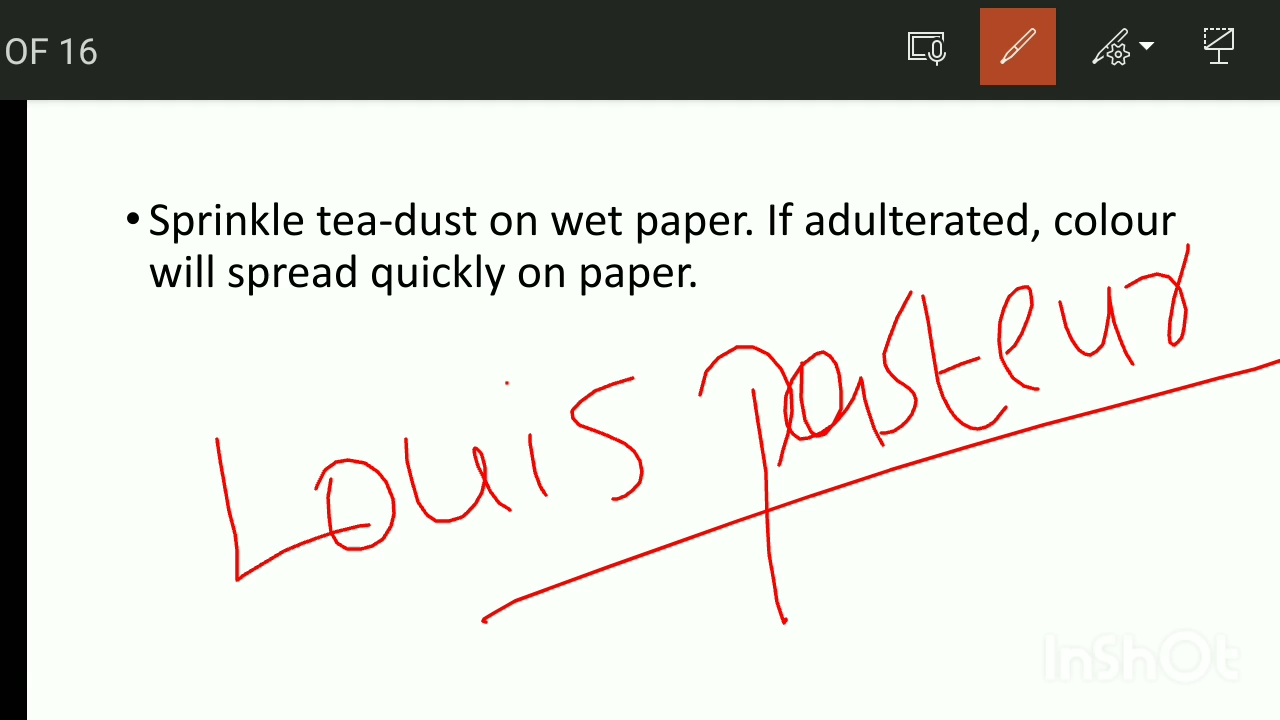 OF 16
• Sprinkle tea-dust on wet paper. If adulterated, colour
will spread quickly on paper.
Louis pasteur
InShOt